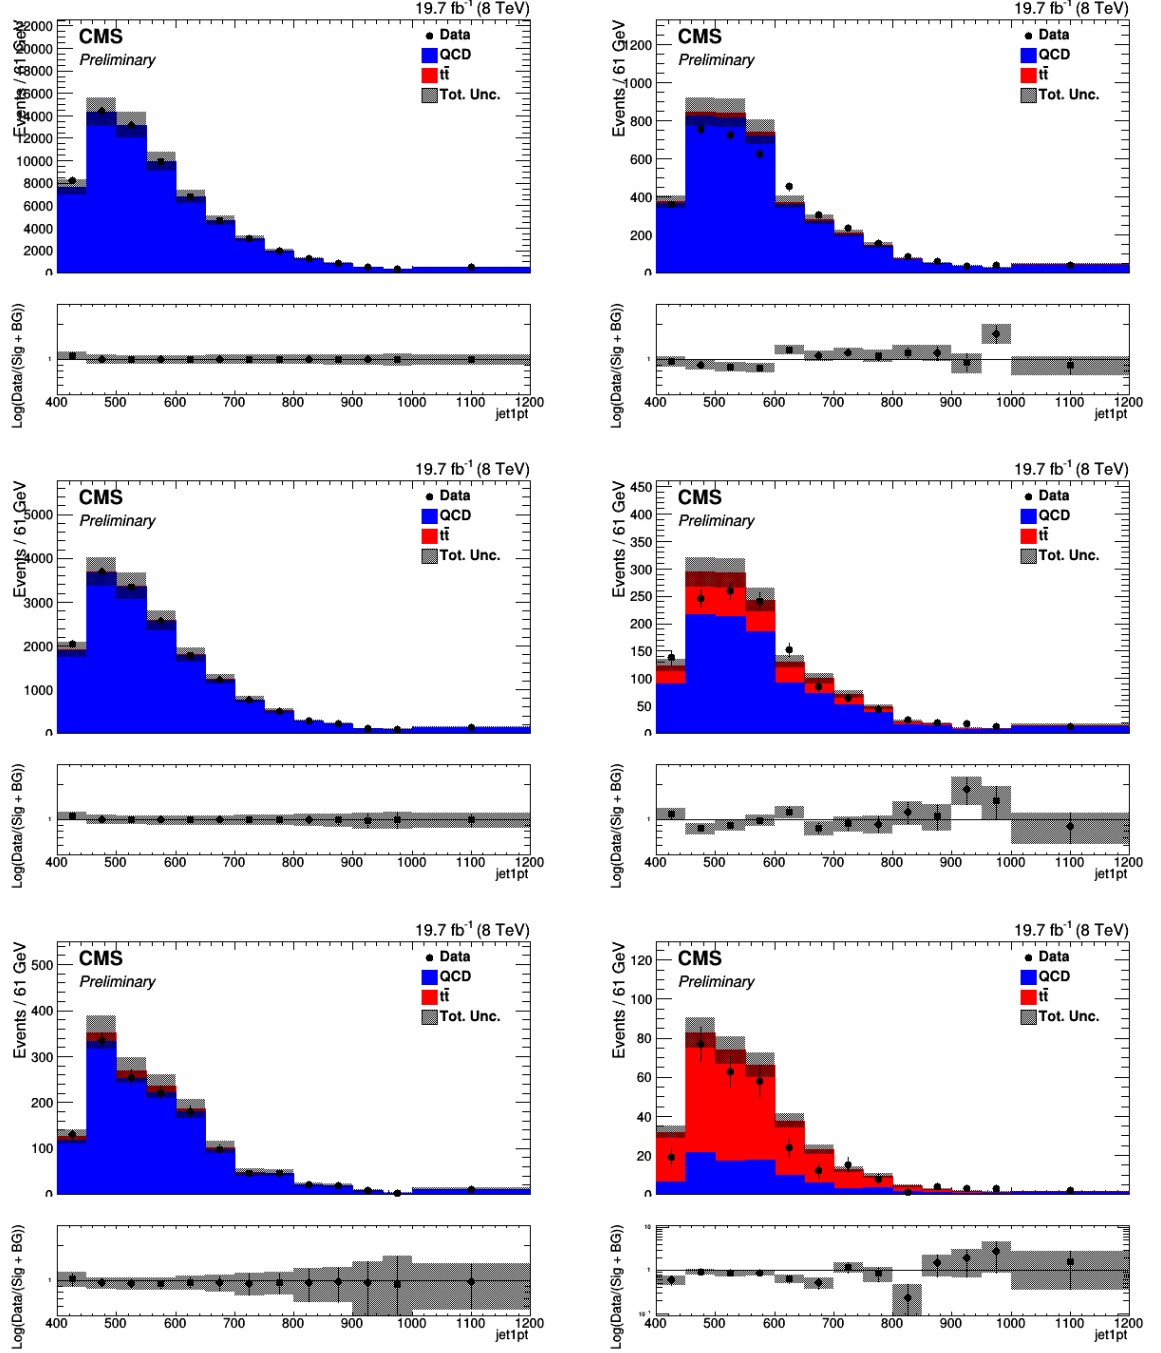 19.7 fb⁻¹ (8 TeV)
CMS
Preliminary
Data
QCD
tt̄
Tot. Unc.
Events / 61 GeV
22000
20000
18000
16000
14000
12000
10000
8000
6000
4000
2000
0
Log(Data/(Sig + BG))
1
400 500 600 700 800 900 1000 1100 1200
jet1pt
19.7 fb⁻¹ (8 TeV)
CMS
Preliminary
Data
QCD
tt̄
Tot. Unc.
Events / 61 GeV
1200
1000
800
600
400
200
0
Log(Data/(Sig + BG))
1
400 500 600 700 800 900 1000 1100 1200
jet1pt
19.7 fb⁻¹ (8 TeV)
CMS
Preliminary
Data
QCD
tt̄
Tot. Unc.
Events / 61 GeV
5000
4000
3000
2000
1000
0
Log(Data/(Sig + BG))
1
400 500 600 700 800 900 1000 1100 1200
jet1pt
19.7 fb⁻¹ (8 TeV)
CMS
Preliminary
Data
QCD
tt̄
Tot. Unc.
Events / 61 GeV
450
400
350
300
250
200
150
100
50
0
Log(Data/(Sig + BG))
1
400 500 600 700 800 900 1000 1100 1200
jet1pt
19.7 fb⁻¹ (8 TeV)
CMS
Preliminary
Data
QCD
tt̄
Tot. Unc.
Events / 61 GeV
500
400
300
200
100
0
Log(Data/(Sig + BG))
1
400 500 600 700 800 900 1000 1100 1200
jet1pt
19.7 fb⁻¹ (8 TeV)
CMS
Preliminary
Data
QCD
tt̄
Tot. Unc.
Events / 61 GeV
120
100
80
60
40
20
0
Log(Data/(Sig + BG))
10
1
10⁻¹
400 500 600 700 800 900 1000 1100 1200
jet1pt